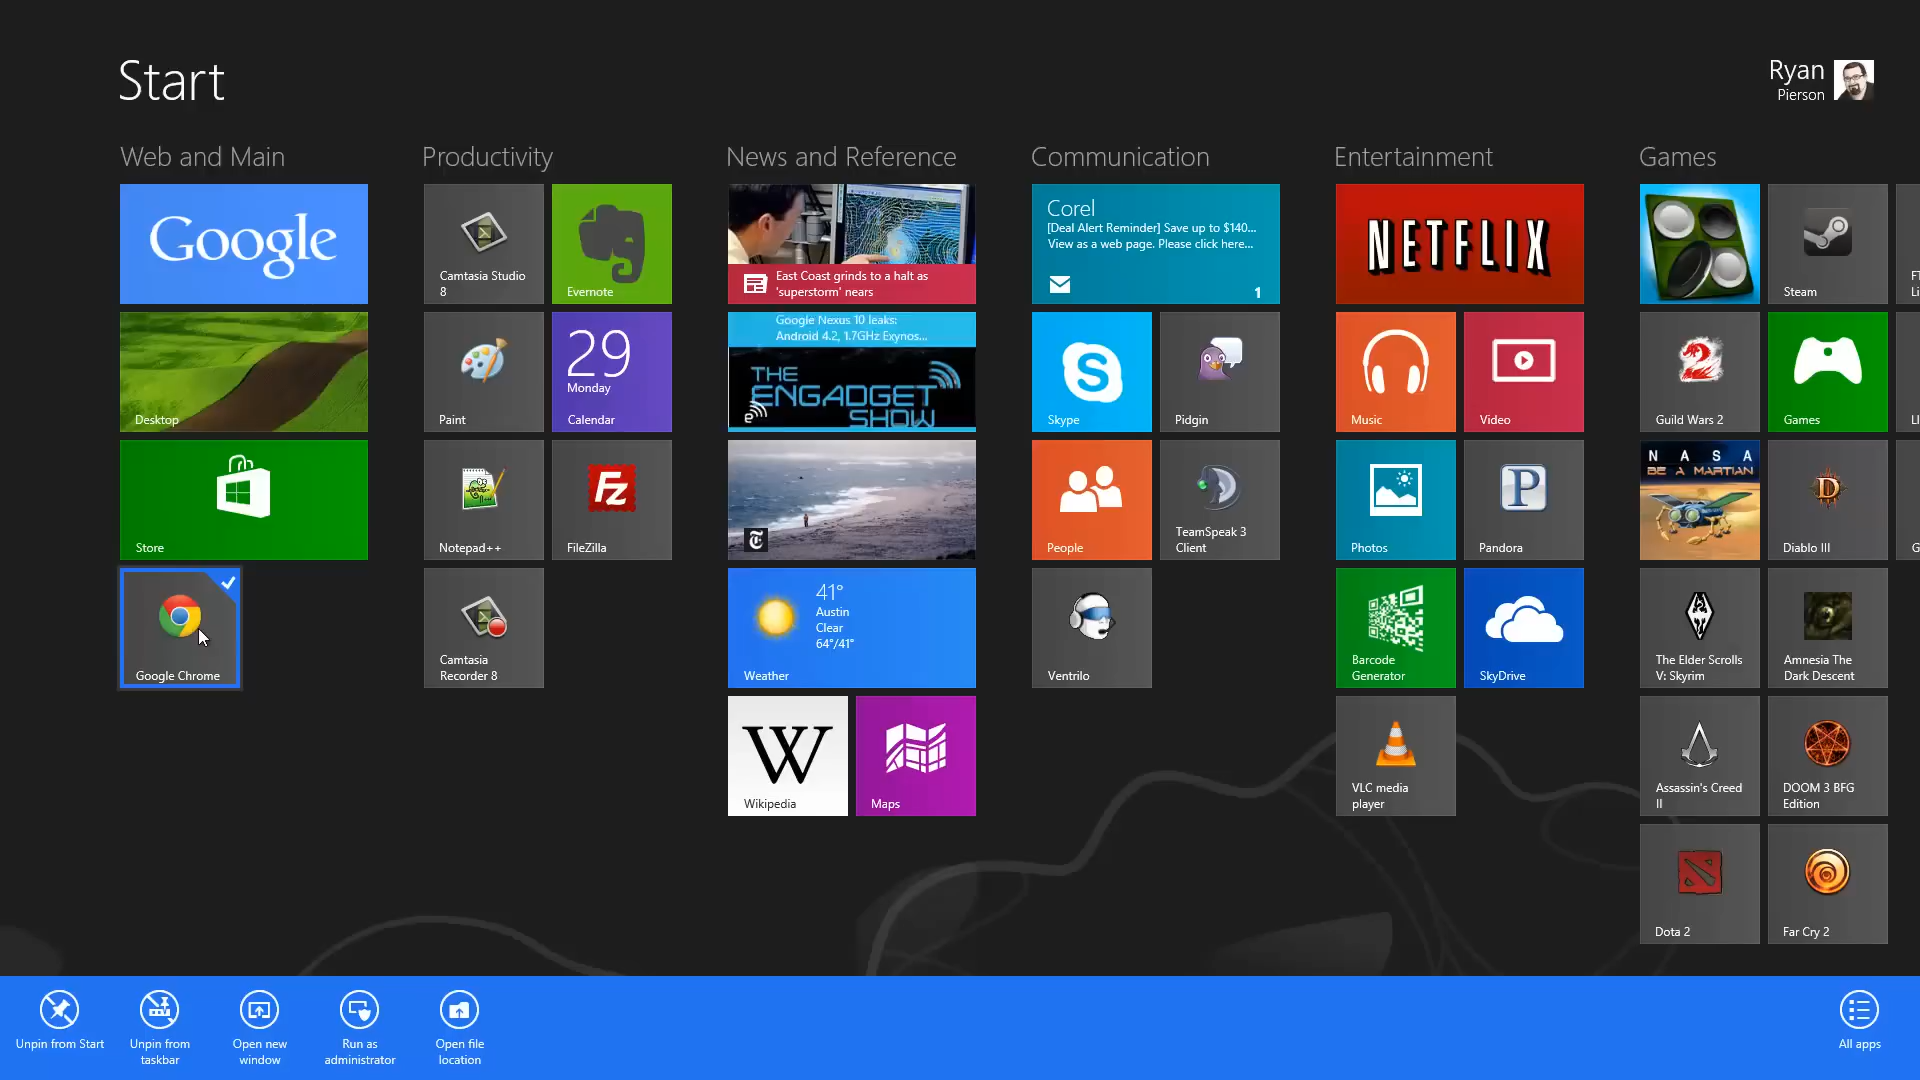 Start
Ryan
Pierson
Web and Main
Google
Desktop
Store
Google Chrome
Productivity
Camtasia Studio
8
Evernote
Paint
29
Monday
Calendar
Notepad++
FileZilla
Fz
Camtasia
Recorder 8
News and Reference
East Coast grinds to a halt as
'superstorm' nears
Google Nexus 10 leaks:
Android 4.2, 1.7GHz Exynos...
THE
ENGADGET
SHOW
e
T
41°
Austin
Clear
64°/41°
Weather
W
Wikipedia
Maps
Communication
Corel
[Deal Alert Reminder] Save up to $140...
View as a web page. Please click here...
1
S
Skype
Pidgin
People
TeamSpeak 3
Client
Ventrilo
Entertainment
NETFLIX
Music
Video
Photos
P
Pandora
Barcode
Generator
SkyDrive
VLC media
player
Games
Steam
FT
Li
2
Guild Wars 2
Games
LI
NASA
BE A MARTIAN
D
Diablo III
G
The Elder Scrolls
V: Skyrim
Amnesia The
Dark Descent
Assassin's Creed
II
DOOM 3 BFG
Edition
Dota 2
Far Cry 2
Unpin from Start
Unpin from
taskbar
Open new
window
Run as
administrator
Open file
location
All apps